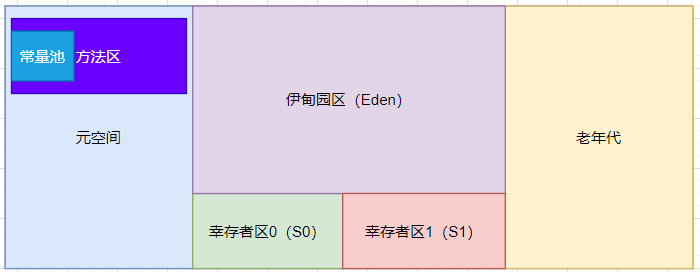 常量池
方法区
伊甸园区（Eden）
元空间
老年代
幸存者区0（S0）
幸存者区1（S1）